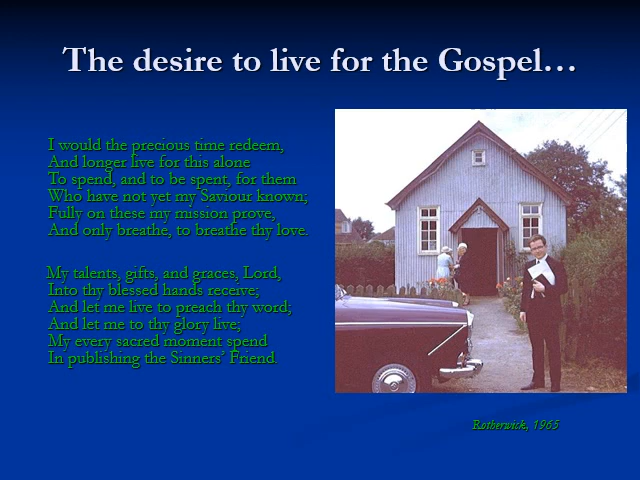 The desire to live for the Gospel…
I would the precious time redeem,
And longer live for this alone
To spend, and to be spent, for them
Who have not yet my Saviour known;
Fully on these my mission prove,
And only breathe, to breathe thy love.
My talents, gifts, and graces, Lord,
Into thy blessed hands receive;
And let me live to preach thy word;
And let me to thy glory live;
My every sacred moment spend
In publishing the Sinners' Friend
Rotherwick, 1965